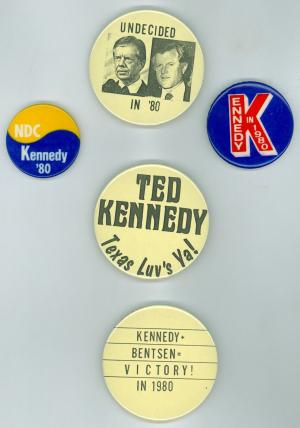 UNDECIDED
IN '80
NDC
Kennedy
'80
KENNEDY
IN 1980
TED
KENNEDY
Texas Luv's Ya!
KENNEDY+
BENTSEN=
VICTORY!
IN 1980